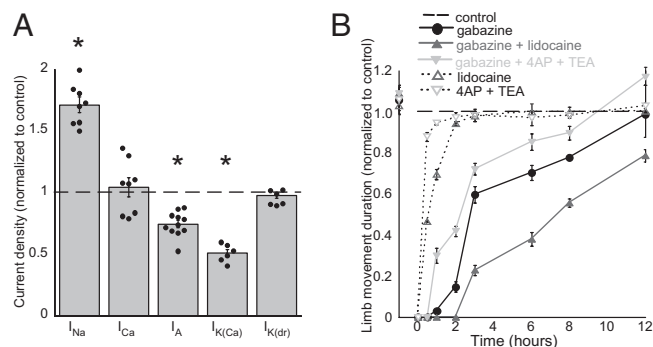 A
Current density (normalized to control)
2
1.5
1
0.5
0
*
*
*
I_Na
I_Ca
I_A
I_K(Ca)
I_K(dr)
B
control
gabazine
gabazine + lidocaine
gabazine + 4AP + TEA
lidocaine
4AP + TEA
Limb movement duration (normalized to control)
1.2
1.0
0.8
0.6
0.4
0.2
0
0
2
4
6
8
12
Time (hours)